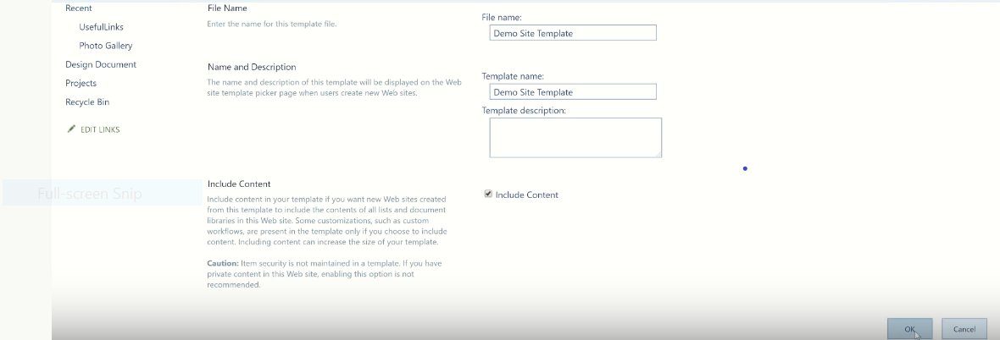 Recent
UsefulLinks
Photo Gallery
Design Document
Projects
Recycle Bin
EDIT LINKS
Full-screen Snip
File Name
Enter the name for this template file.
File name:
Demo Site Template
Name and Description
The name and description of this template will be displayed on the Web
site template picker page when users create new Web sites.
Template name:
Demo Site Template
Template description:
Include Content
Include content in your template if you want new Web sites created
from this template to include the contents of all lists and document
libraries in this Web site. Some customizations, such as custom
workflows, are present in the template only if you choose to include
content. Including content can increase the size of your template.
Caution: Item security is not maintained in a template. If you have
private content in this Web site, enabling this option is not
recommended.
Include Content
OK
Cancel